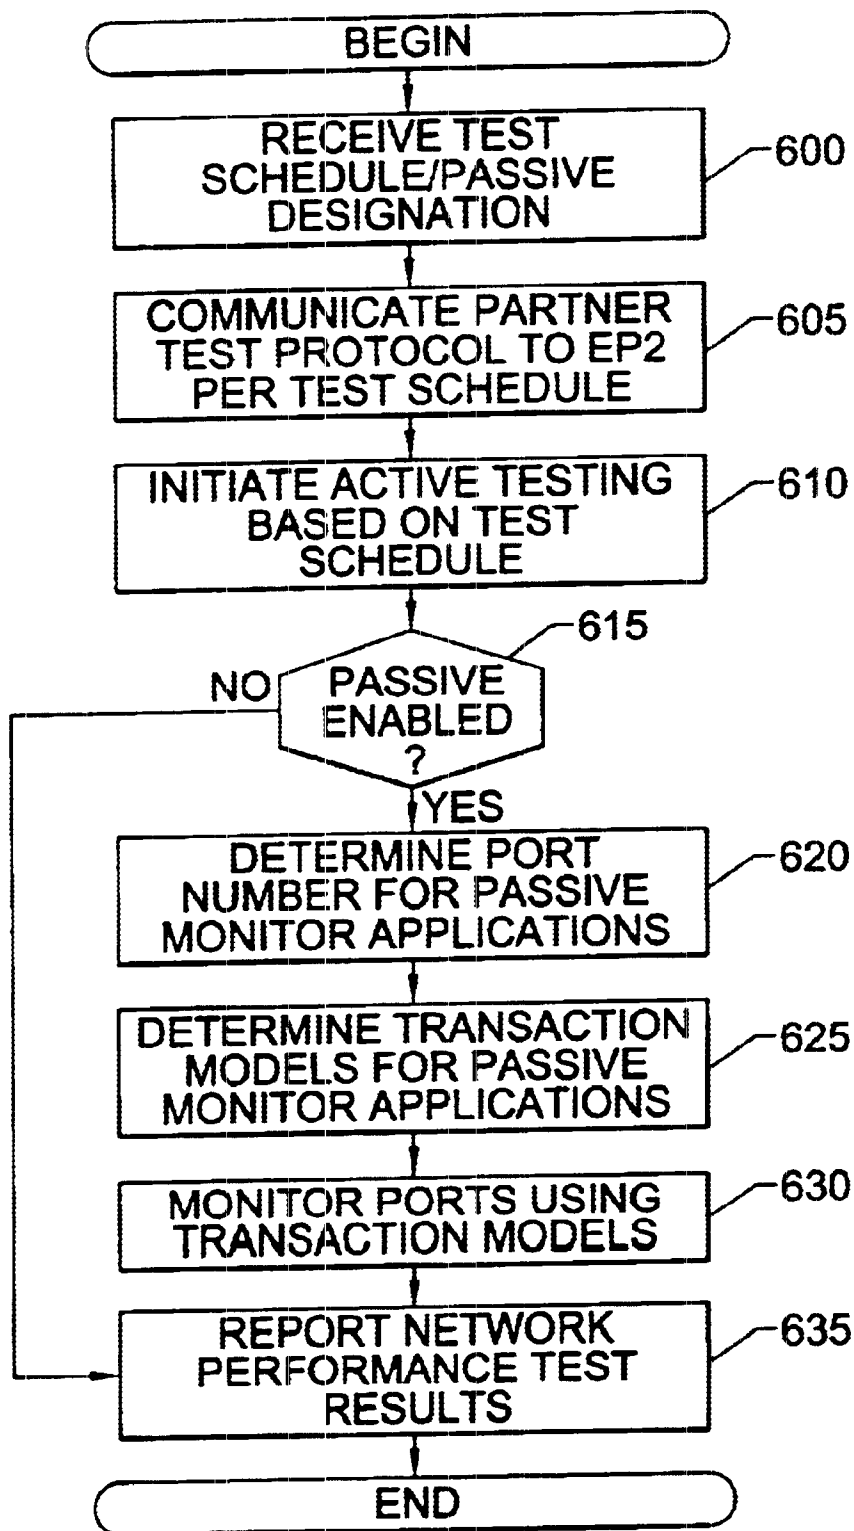 BEGIN
RECEIVE TEST
SCHEDULE/PASSIVE
DESIGNATION
600
COMMUNICATE PARTNER
TEST PROTOCOL TO EP2
PER TEST SCHEDULE
605
INITIATE ACTIVE TESTING
BASED ON TEST
SCHEDULE
610
615
NO
PASSIVE
ENABLED
?
YES
DETERMINE PORT
NUMBER FOR PASSIVE
MONITOR APPLICATIONS
620
DETERMINE TRANSACTION
MODELS FOR PASSIVE
MONITOR APPLICATIONS
625
MONITOR PORTS USING
TRANSACTION MODELS
630
REPORT NETWORK
PERFORMANCE TEST
RESULTS
635
END